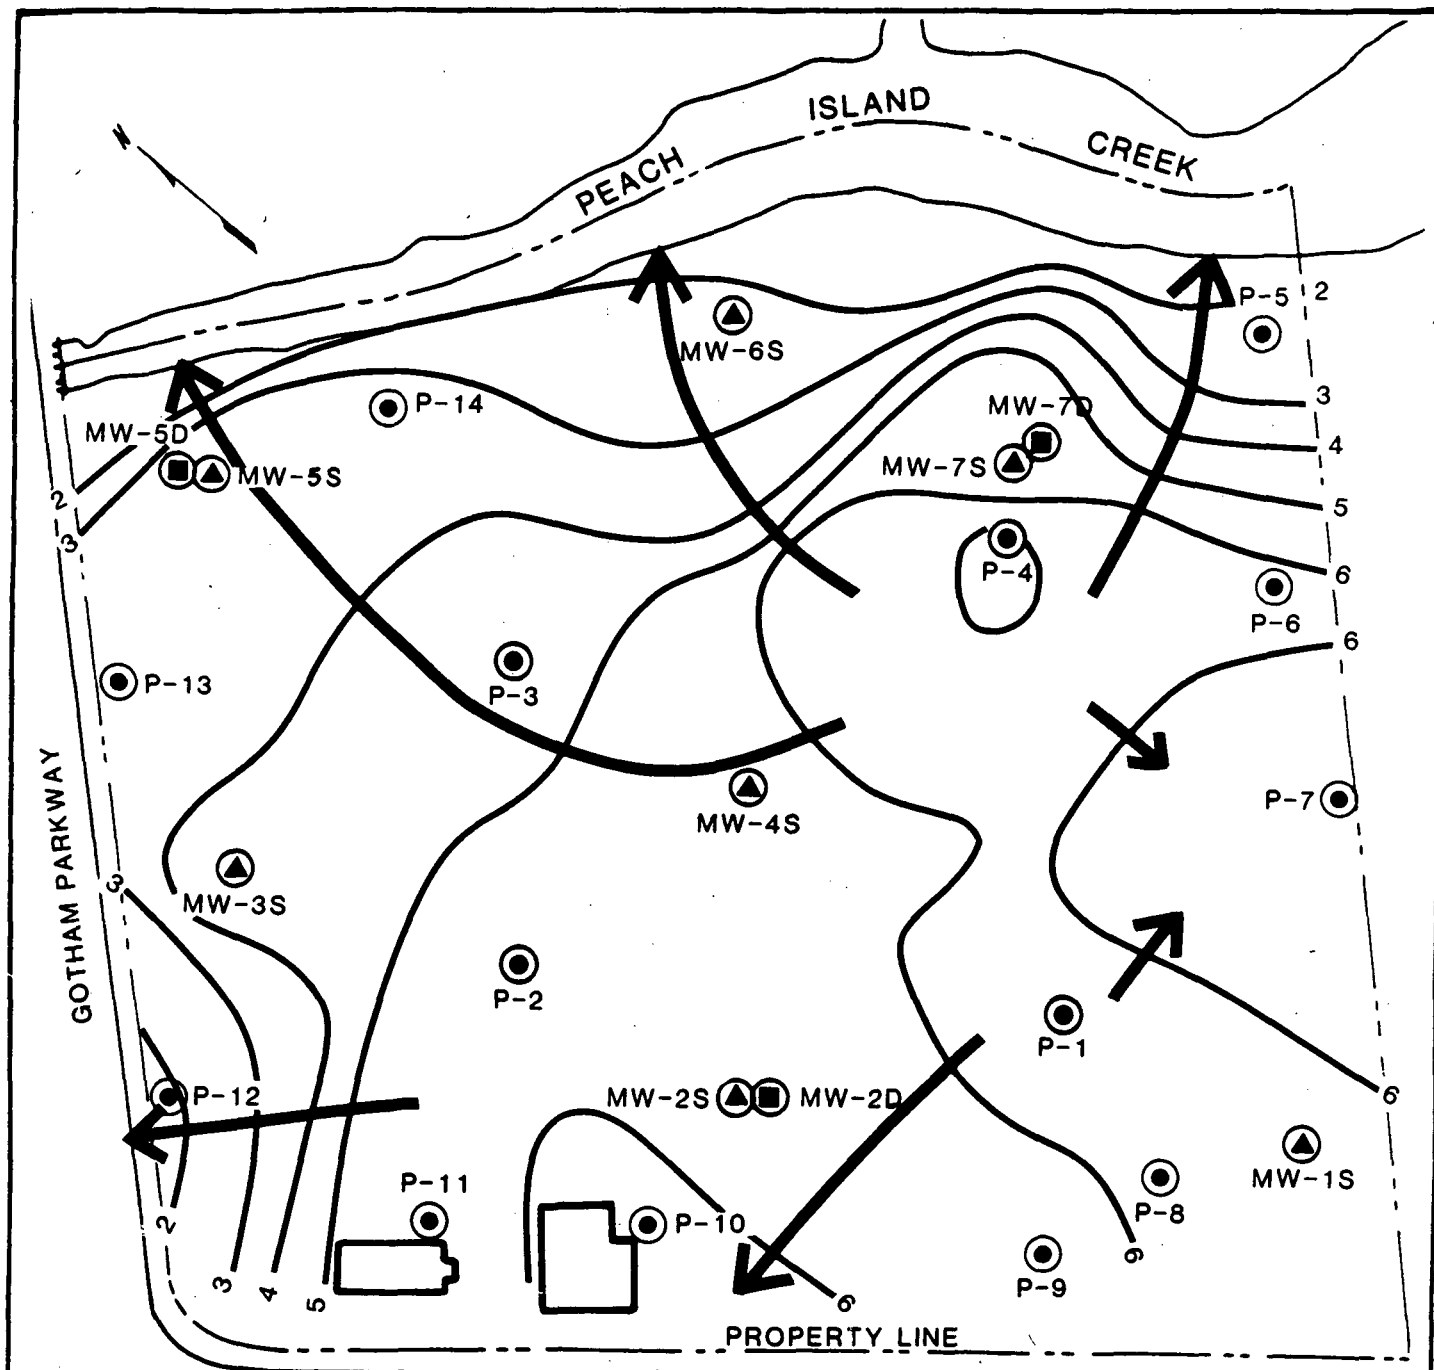 N
ISLAND
PEACH
CREEK
2
P-5
MW-6S
3
P-14
MW-7D
MW-5D
4
MW-7S
MW-5S
2
5
3
P-4
6
P-6
6
P-3
P-13
GOTHAM PARKWAY
P-7
MW-4S
3
MW-3S
P-2
P-1
P-12
MW-2S
MW-2D
6
MW-1S
P-11
P-8
2
P-10
P-9
6
3
4
5
6
PROPERTY LINE